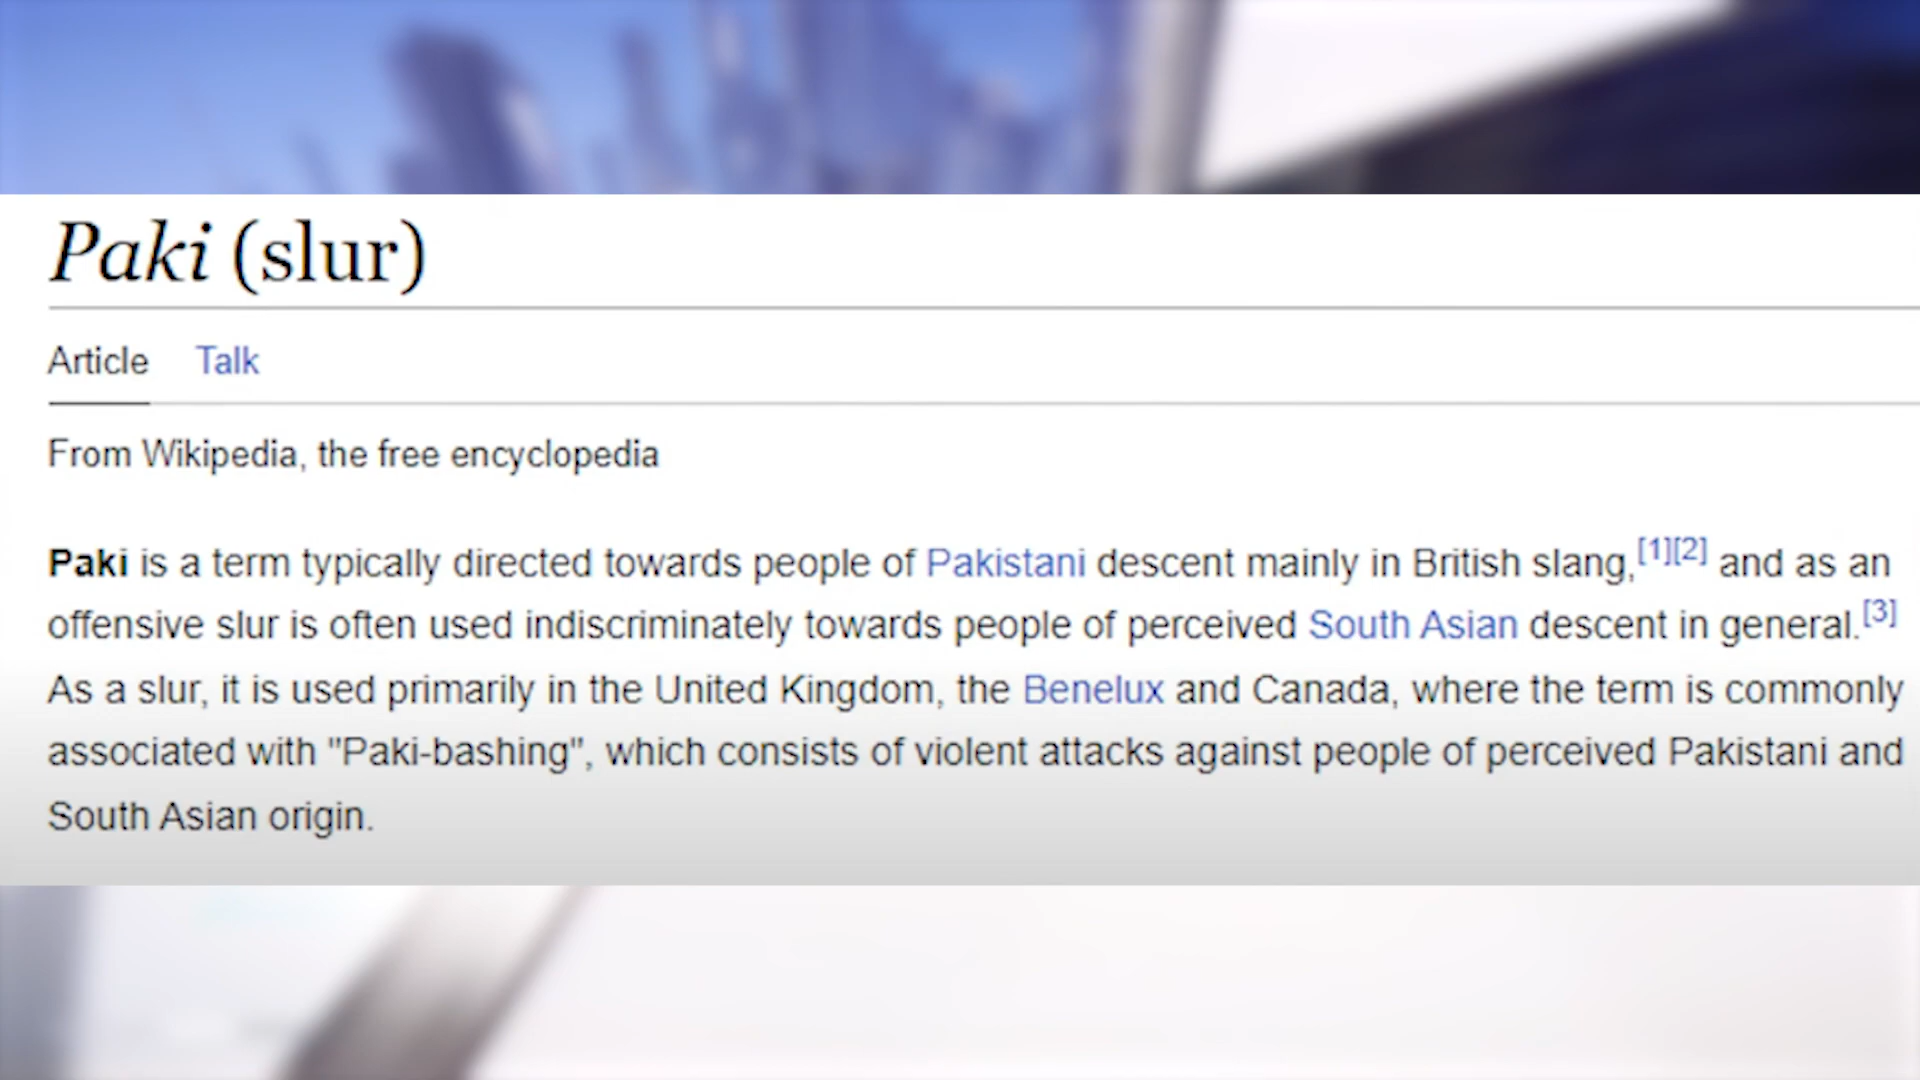 Paki (slur)
Article Talk
From Wikipedia, the free encyclopedia
Paki is a term typically directed towards people of Pakistani descent mainly in British slang,[1][2] and as an
offensive slur is often used indiscriminately towards people of perceived South Asian descent in general.[3]
As a slur, it is used primarily in the United Kingdom, the Benelux and Canada, where the term is commonly
associated with "Paki-bashing", which consists of violent attacks against people of perceived Pakistani and
South Asian origin.